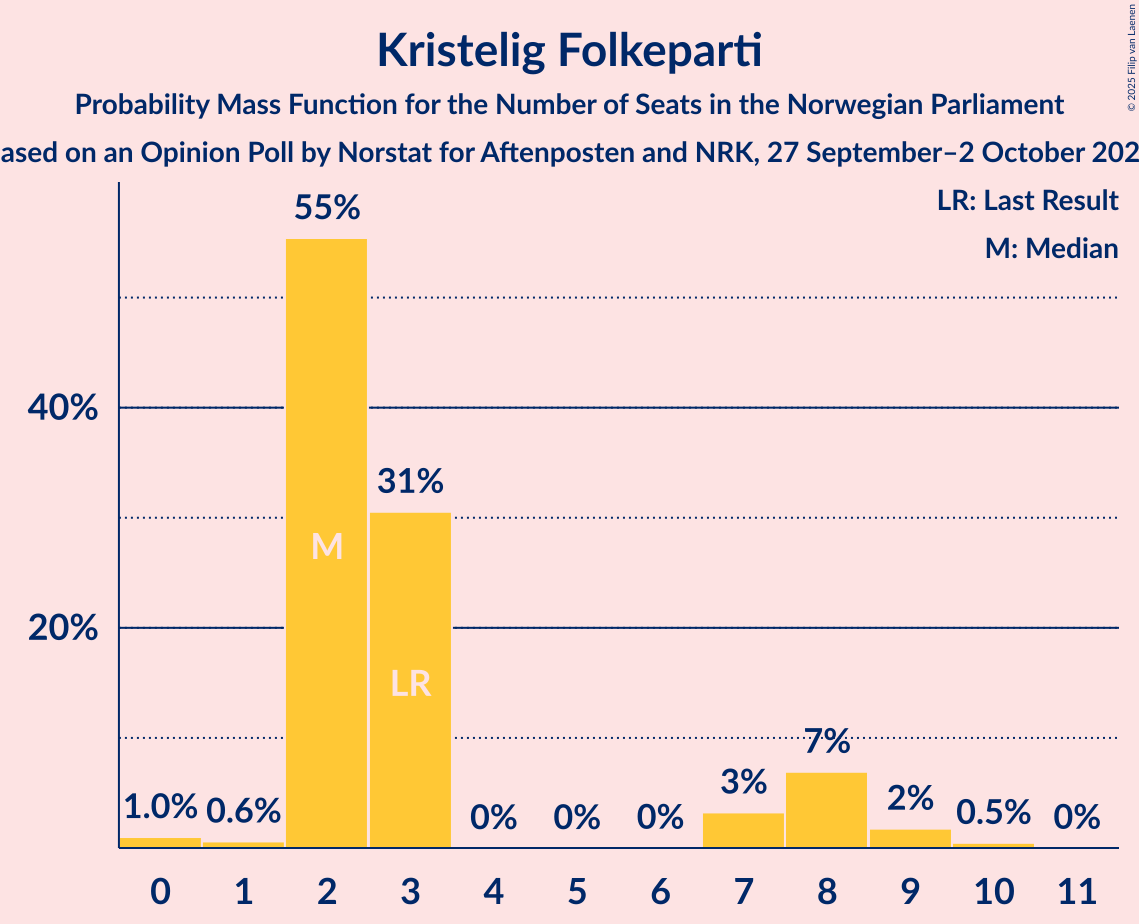 Kristelig Folkeparti
Probability Mass Function for the Number of Seats in the Norwegian Parliament
ased on an Opinion Poll by Norstat for Aftenposten and NRK, 27 September–2 October 202
© 2025 Filip van Laenen
LR: Last Result
M: Median
55%
40%
31%
M
20%
LR
7%
3%
2%
1.0% 0.6% 0% 0% 0% 0.5% 0%
0 1 2 3 4 5 6 7 8 9 10 11